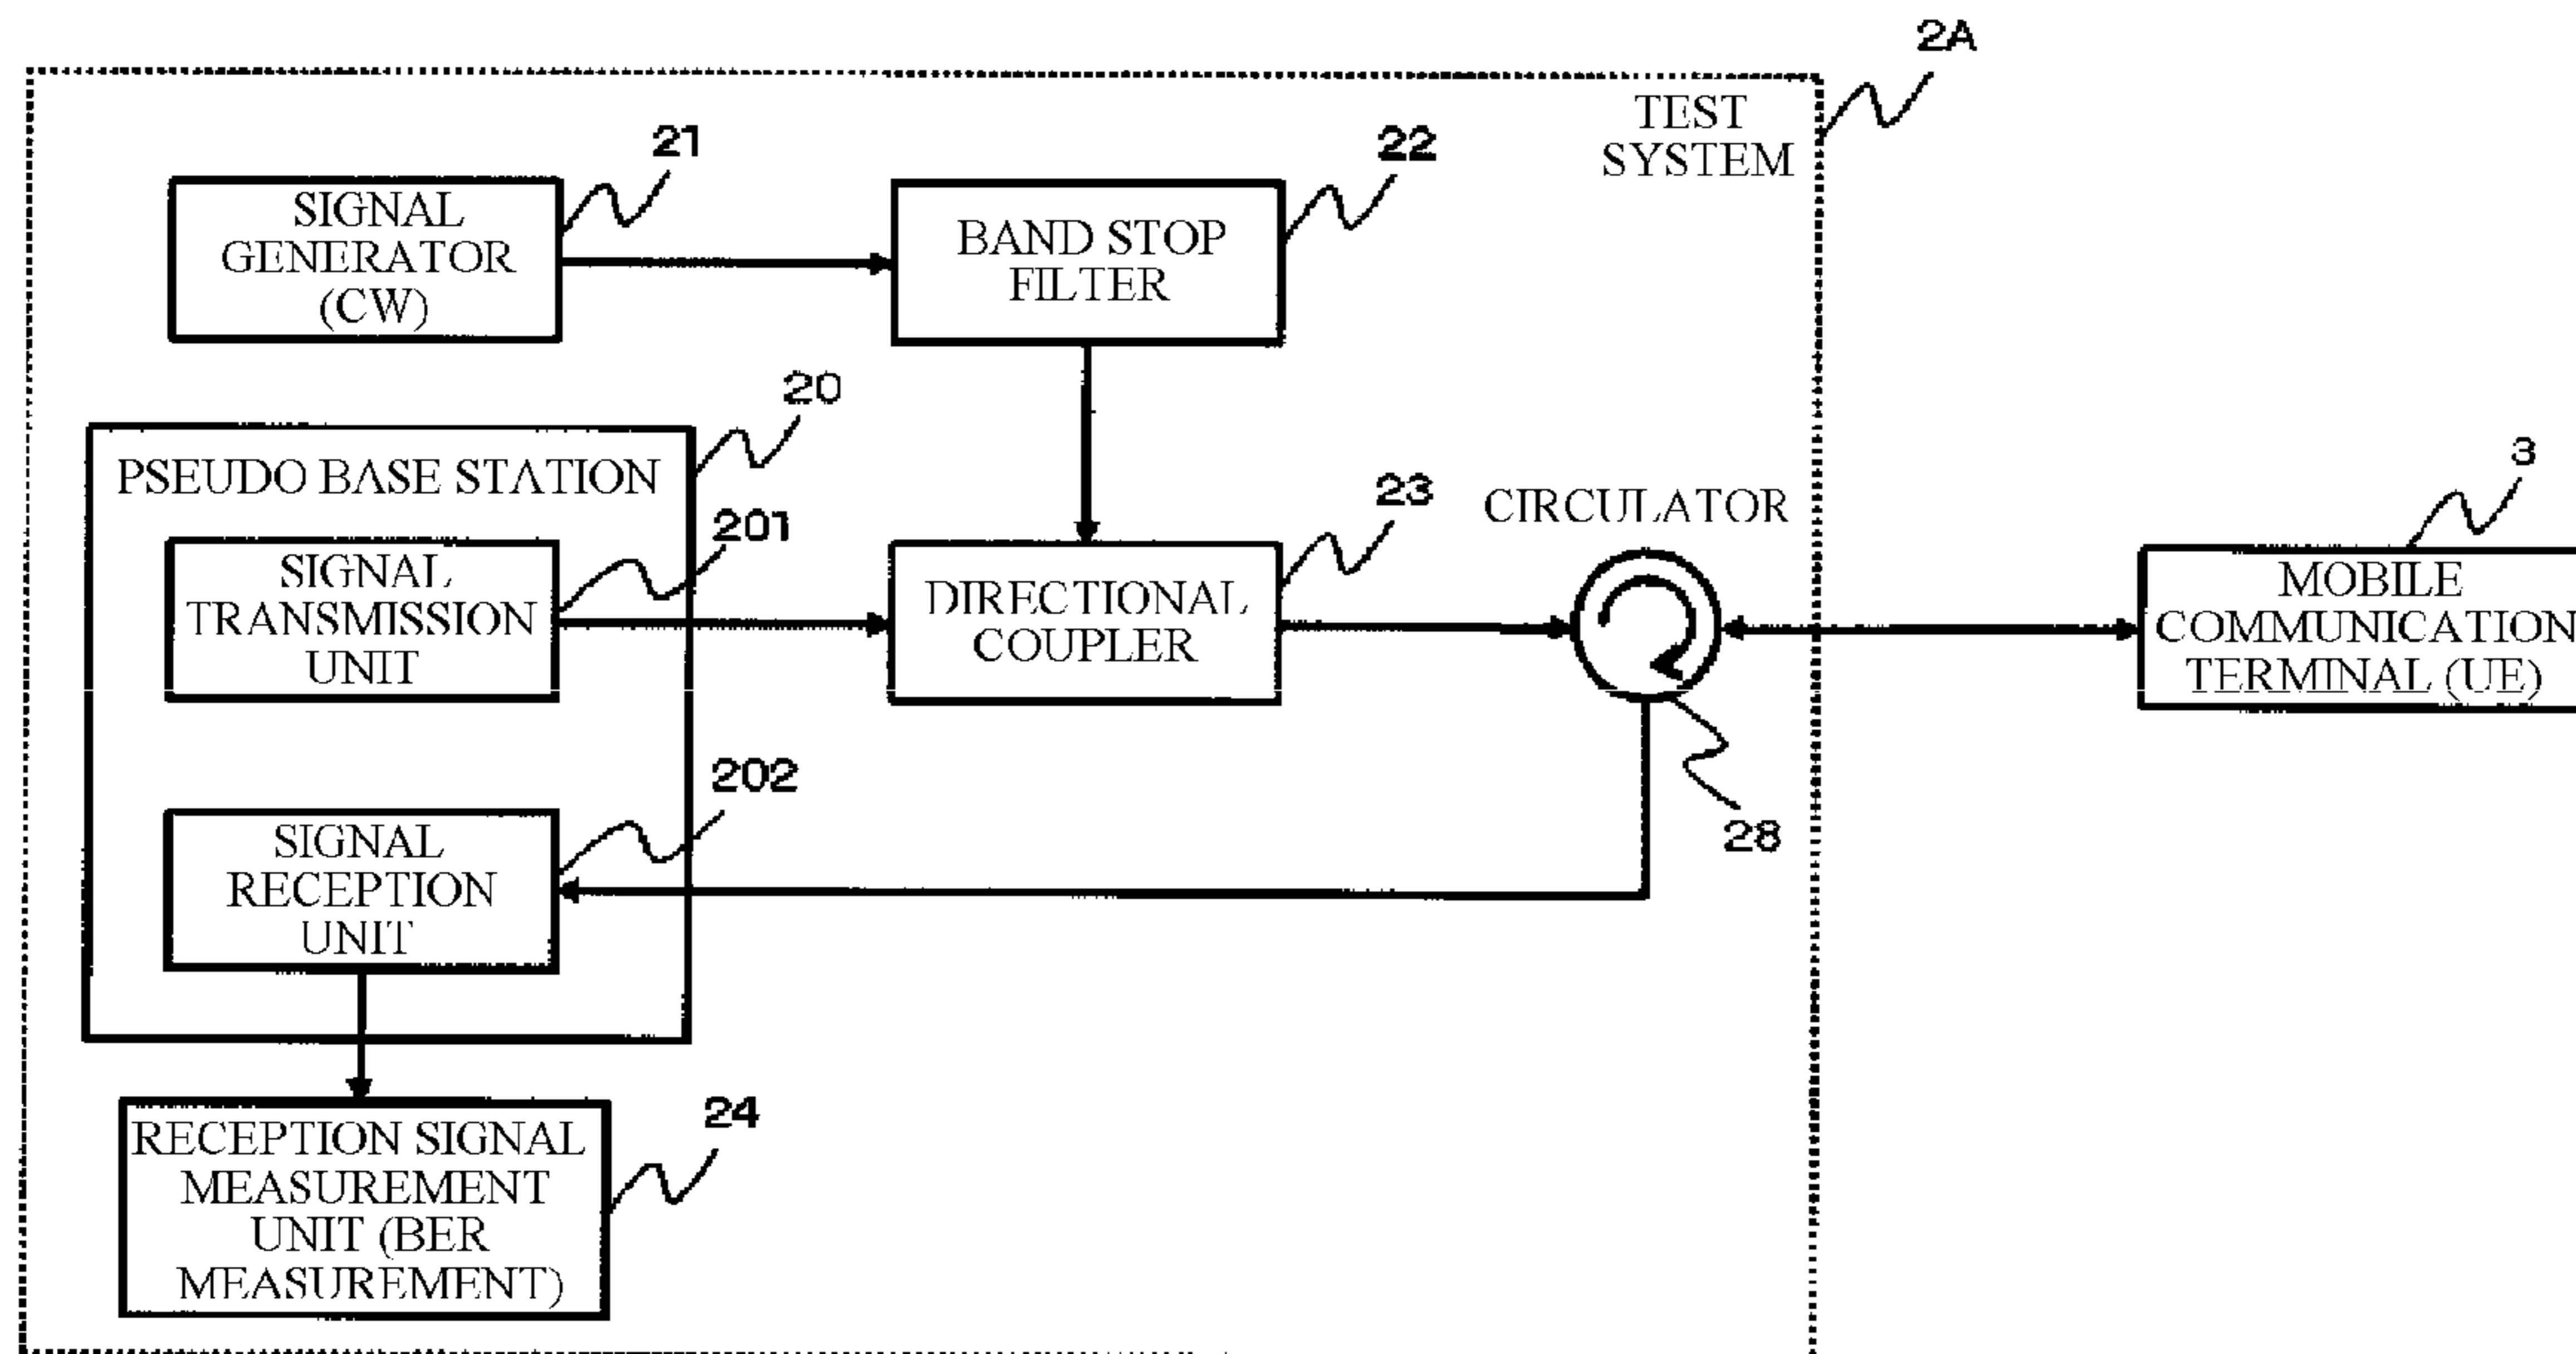 2A
TEST
SYSTEM
21
22
SIGNAL
GENERATOR
(CW)
BAND STOP
FILTER
20
PSEUDO BASE STATION
201
SIGNAL
TRANSMISSION
UNIT
23
DIRECTIONAL
COUPLER
CIRCULATOR
28
3
MOBILE
COMMUNICATION
TERMINAL (UE)
202
SIGNAL
RECEPTION
UNIT
24
RECEPTION SIGNAL
MEASUREMENT
UNIT (BER
MEASUREMENT)